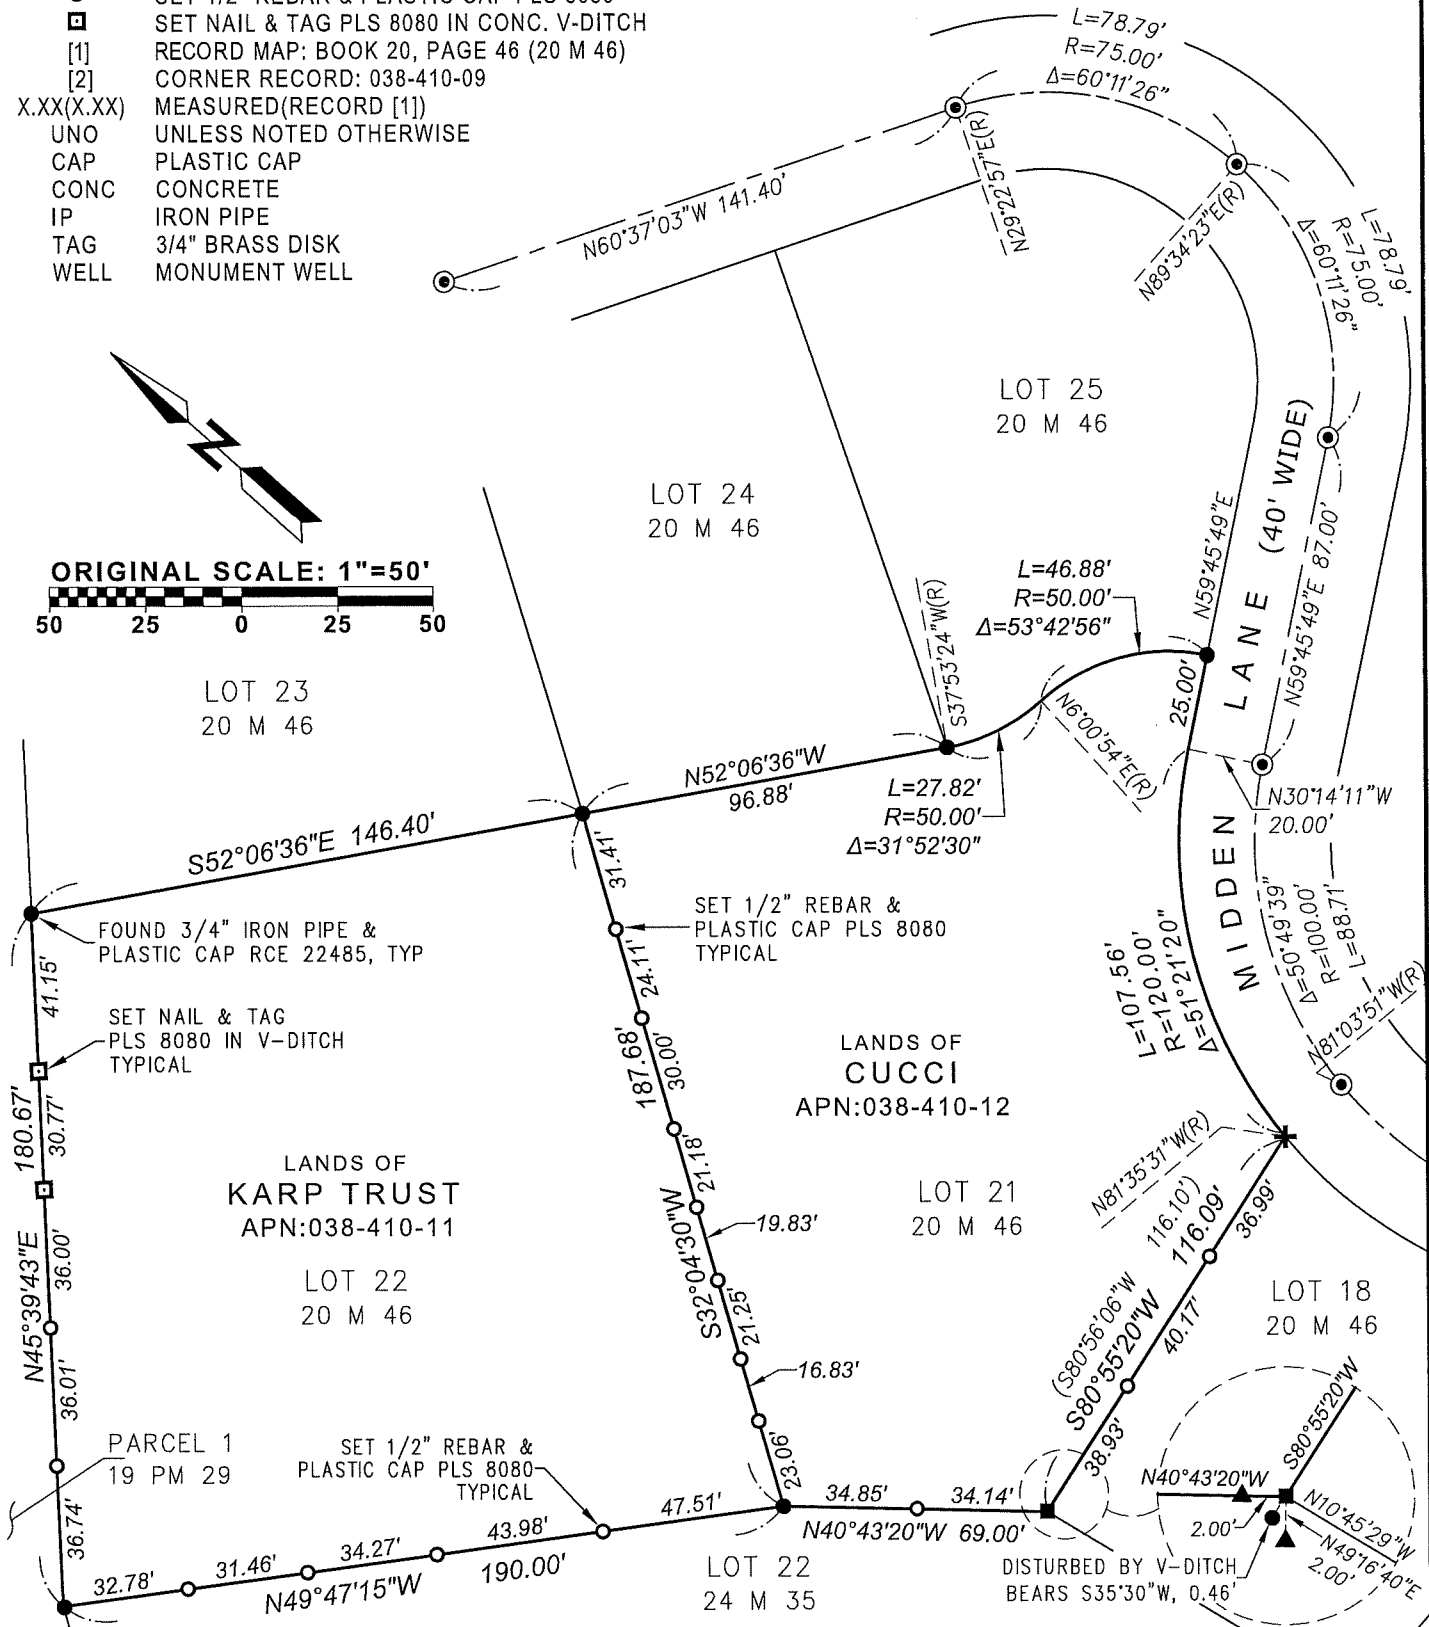 SET 1/2" REBAR & PLASTIC CAP PLS 8080
SET NAIL & TAG PLS 8080 IN CONC. V-DITCH
[1] RECORD MAP: BOOK 20, PAGE 46 (20 M 46)
[2] CORNER RECORD: 038-410-09
X.XX(X.XX) MEASURED(RECORD [1])
UNO UNLESS NOTED OTHERWISE
CAP PLASTIC CAP
CONC CONCRETE
IP IRON PIPE
TAG 3/4" BRASS DISK
WELL MONUMENT WELL
L=78.79'
R=75.00'
Δ=60°11'26"
N60°37'03"W 141.40'
N29°22'57"E(R)
N89°34'23"E(R)
L=78.79'
R=75.00'
Δ=60°11'26"
Z
ORIGINAL SCALE: 1"=50'
50 25 0 25 50
LOT 25
20 M 46
LOT 24
20 M 46
LOT 23
20 M 46
L=46.88'
R=50.00'
Δ=53°42'56"
N59°45'49"E
MIDDEN LANE (40' WIDE)
N59°45'49"E 87.00'
25.00'
S37°53'24"W(R)
N6°00'54"E(R)
N52°06'36"W
96.88'
L=27.82'
R=50.00'
Δ=31°52'30"
N30°14'11"W
20.00'
S52°06'36"E 146.40'
FOUND 3/4" IRON PIPE &
PLASTIC CAP RCE 22485, TYP
SET 1/2" REBAR &
PLASTIC CAP PLS 8080
TYPICAL
SET NAIL & TAG
PLS 8080 IN V-DITCH
TYPICAL
41.15'
180.67'
30.77'
N45°39'43"E
36.00'
36.01'
36.74'
31.41'
24.11'
187.68'
30.00'
21.18'
19.83'
S32°04'30"W
21.25'
16.83'
23.06'
L=107.56'
R=120.00'
Δ=51°21'20"
Δ=50°49'39"
R=100.00'
L=88.71'
N81°03'51"W(R)
LANDS OF
CUCCI
APN:038-410-12
LANDS OF
KARP TRUST
APN:038-410-11
LOT 22
20 M 46
LOT 21
20 M 46
N81°35'31"W(R)
116.10')
116.09'
36.99'
(S80°56'06"W
S80°55'20"W
40.17'
38.93'
LOT 18
20 M 46
PARCEL 1
19 PM 29
SET 1/2" REBAR &
PLASTIC CAP PLS 8080
TYPICAL
32.78'
31.46'
34.27'
43.98'
47.51'
N49°47'15"W
190.00'
34.85'
34.14'
N40°43'20"W 69.00'
LOT 22
24 M 35
S80°55'20"W
N40°43'20"W
2.00'
N10°45'29"W
N49°16'40"E
2.00'
DISTURBED BY V-DITCH
BEARS S35°30"W, 0.46'